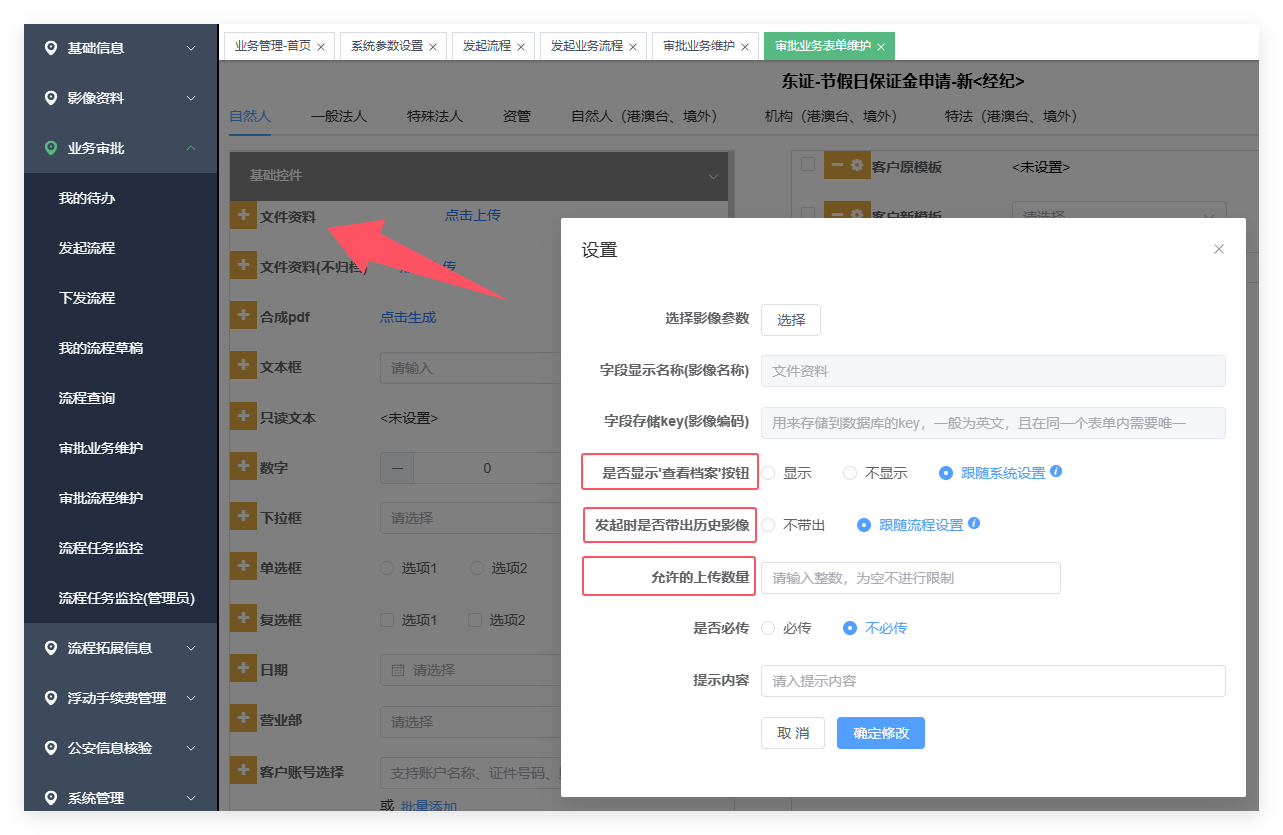 基础信息
影像资料
业务审批
我的待办
发起流程
下发流程
我的流程草稿
流程查询
审批业务维护
审批流程维护
流程任务监控
流程任务监控(管理员)
流程拓展信息
浮动手续费管理
公安信息核验
系统管理
业务管理-首页 × 系统参数设置 × 发起流程 × 发起业务流程 × 审批业务维护 × 审批业务表单维护 ×
东证-节假日保证金申请-新<经纪>
自然人 一般法人 特殊法人 资管 自然人（港澳台、境外） 机构（港澳台、境外） 特法（港澳台、境外）
基础控件
文件资料 点击上传
文件资料(不归档)
合成pdf 点击生成
文本框 请输入
只读文本 <未设置>
数字 0
下拉框 请选择
单选框 选项1 选项2
复选框 选项1 选项2
日期 请选择
营业部 请选择
客户账号选择 支持账户名称、证件号码、
或 批量添加
客户原模板 <未设置>
客户新模板 请选择
设置
选择影像参数 选择
字段显示名称(影像名称) 文件资料
字段存储key(影像编码) 用来存储到数据库的key，一般为英文，且在同一个表单内需要唯一
是否显示'查看档案'按钮 显示 不显示 跟随系统设置
发起时是否带出历史影像 不带出 跟随流程设置
允许的上传数量 请输入整数，为空不进行限制
是否必传 必传 不必传
提示内容 请入提示内容
取 消 确定修改